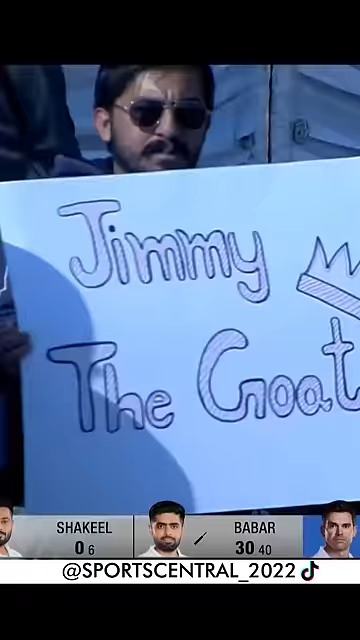 Jimmy
The Goat
SHAKEEL
0 6
BABAR
30 40
@SPORTSCENTRAL_2022